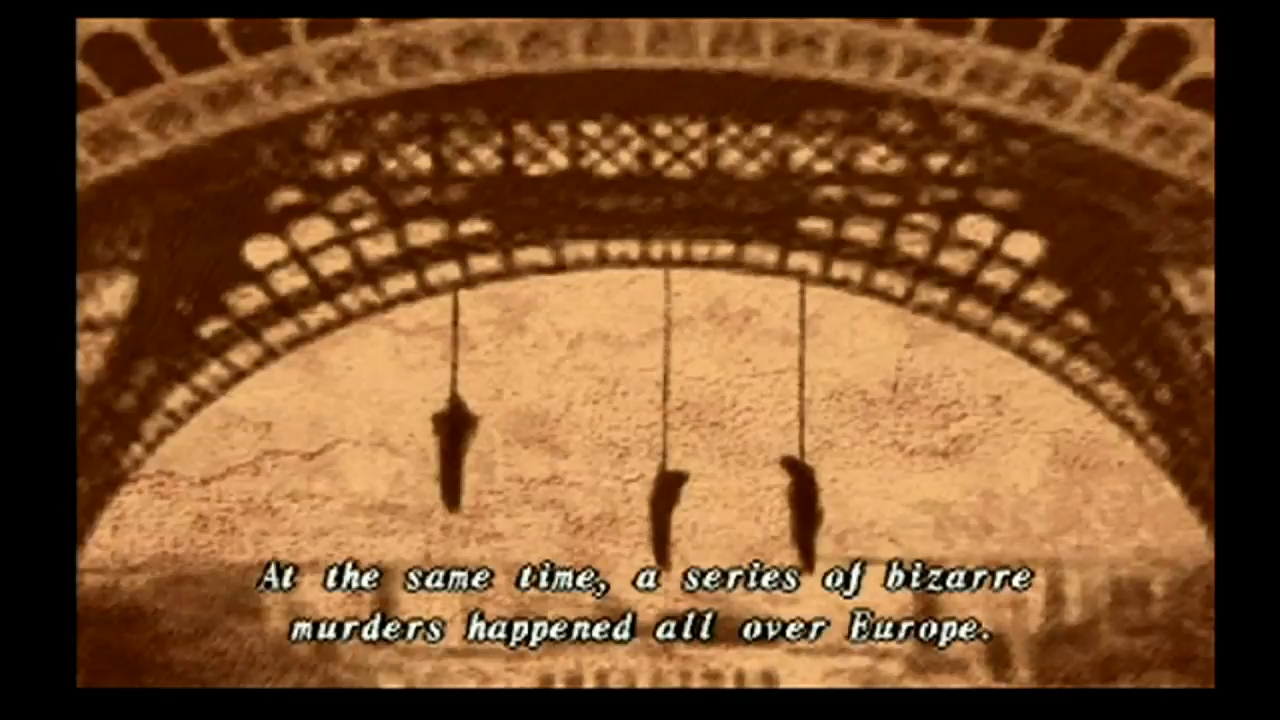 At the same time, a series of bizarre
murders happened all over Europe.